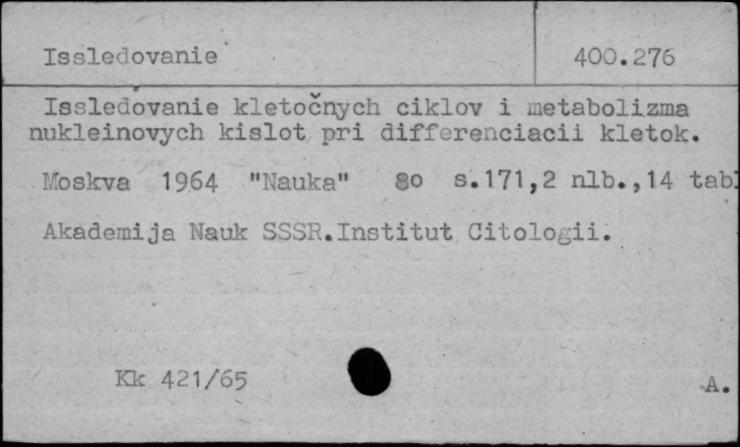 Issledovanie 400.276
Issledovanie kletočnych ciklov i metabolizma
nukleinovych kislot pri differenciacii kletok.
Moskva 1964 "Nauka" 8o s.171,2 nlb.,14 tabl
Akademija Nauk SSSR.Institut Citologii.
Kk 421/65
A.